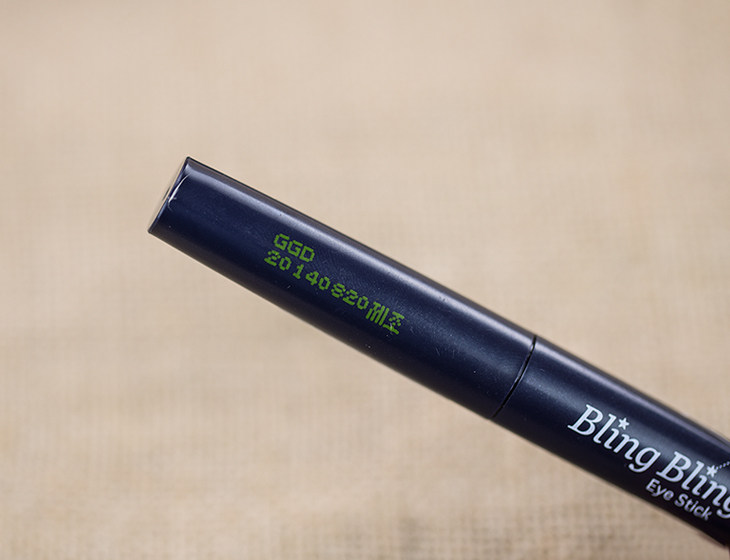 GGD
20140820제조
Bling Bling
Eye Stick